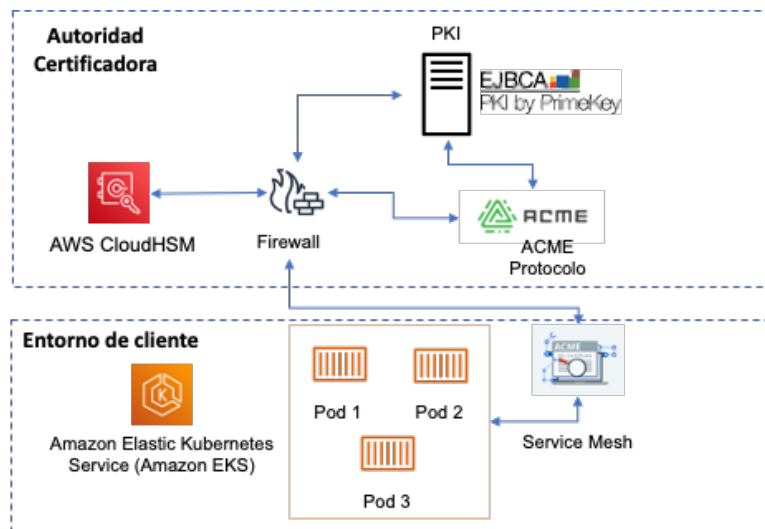 Autoridad
Certificadora
PKI
EJBCA
PKI by PrimeKey
AWS CloudHSM
Firewall
ACME
ACME
Protocolo
Entorno de cliente
ACME
Pod 1
Pod 2
Amazon Elastic Kubernetes
Service (Amazon EKS)
Service Mesh
Pod 3